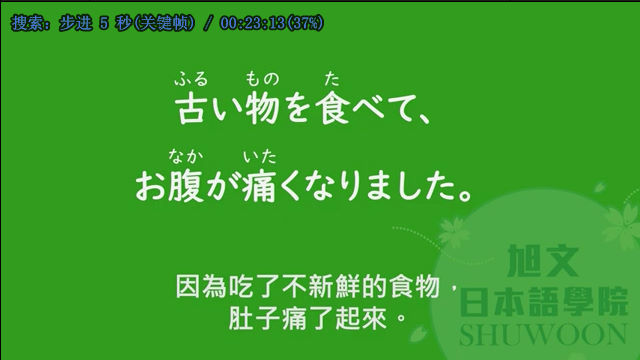 搜索: 步进 5 秒(关键帧) / 00:23:13(37%)
ふる もの た
古い物を食べて、
なか いた
お腹が痛くなりました。
因為吃了不新鮮的食物，
肚子痛了起來。
旭文
日本語學院
SHUWOON